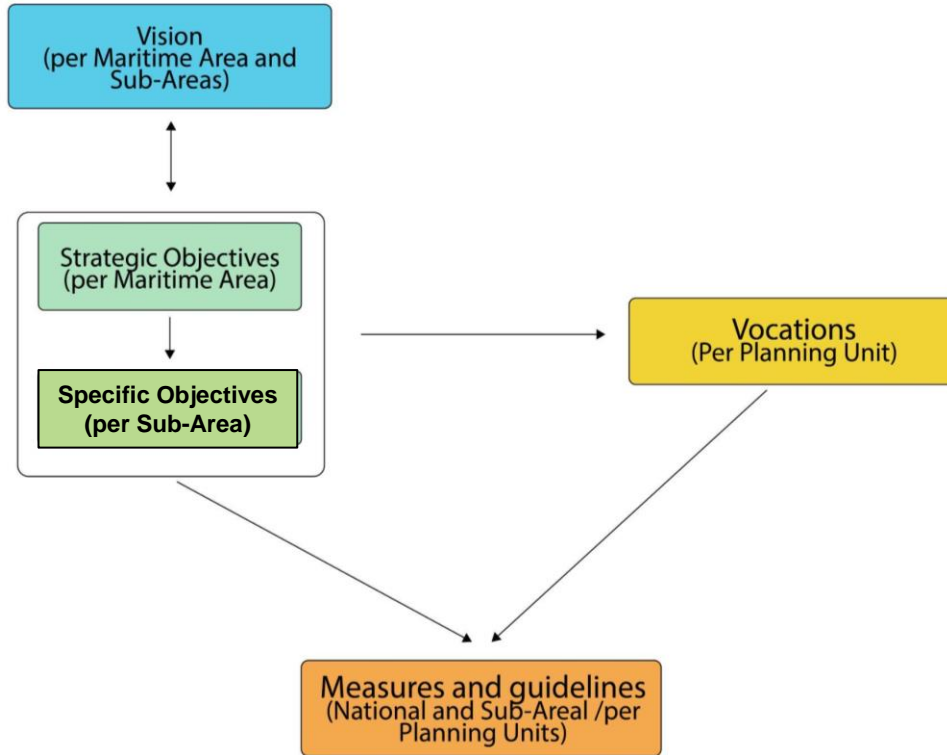 Vision
(per Maritime Area and
Sub-Areas)
Strategic Objectives
(per Maritime Area)
Specific Objectives
(per Sub-Area)
Vocations
(Per Planning Unit)
Measures and guidelines
(National and Sub-Areal /per
Planning Units)